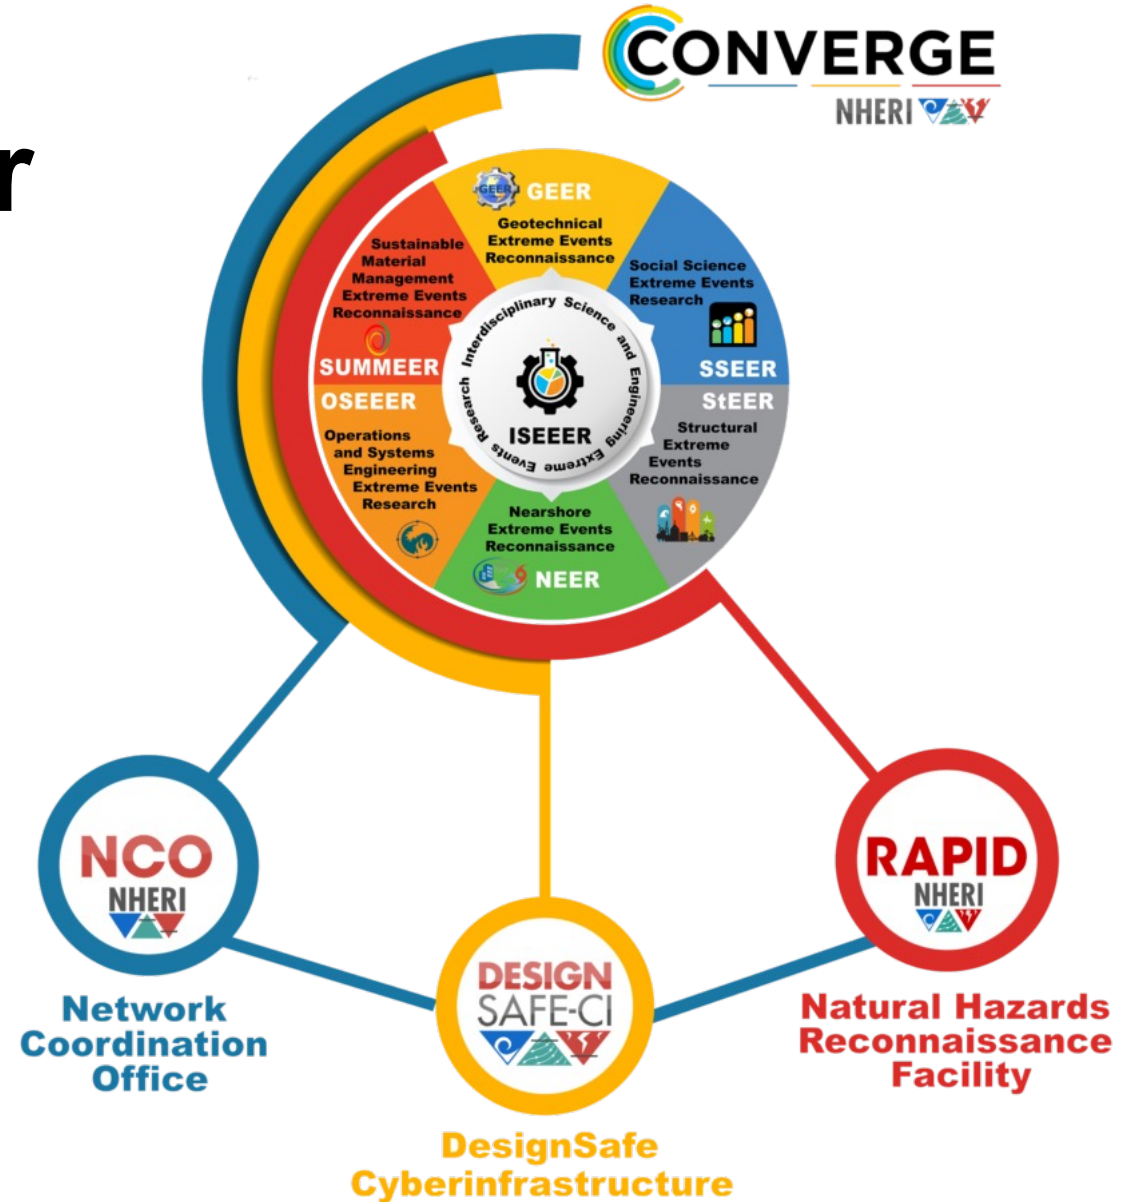 r
CONVERGE
NHERI
GEER
GEER
Geotechnical
Extreme Events
Reconnaissance
Social Science
Extreme Events
Research
SSEER
StEER
Structural
Extreme
Events
Reconnaissance
Nearshore
Extreme Events
Reconnaissance
NEER
OSEEER
Operations
and Systems
Engineering
Extreme Events
Research
Sustainable
Material
Management
Extreme Events
Reconnaissance
SUMMEER
Interdisciplinary Science and Engineering Extreme Events Research
ISEEER
NCO
NHERI
Network
Coordination
Office
DESIGN
SAFE-CI
DesignSafe
Cyberinfrastructure
RAPID
NHERI
Natural Hazards
Reconnaissance
Facility